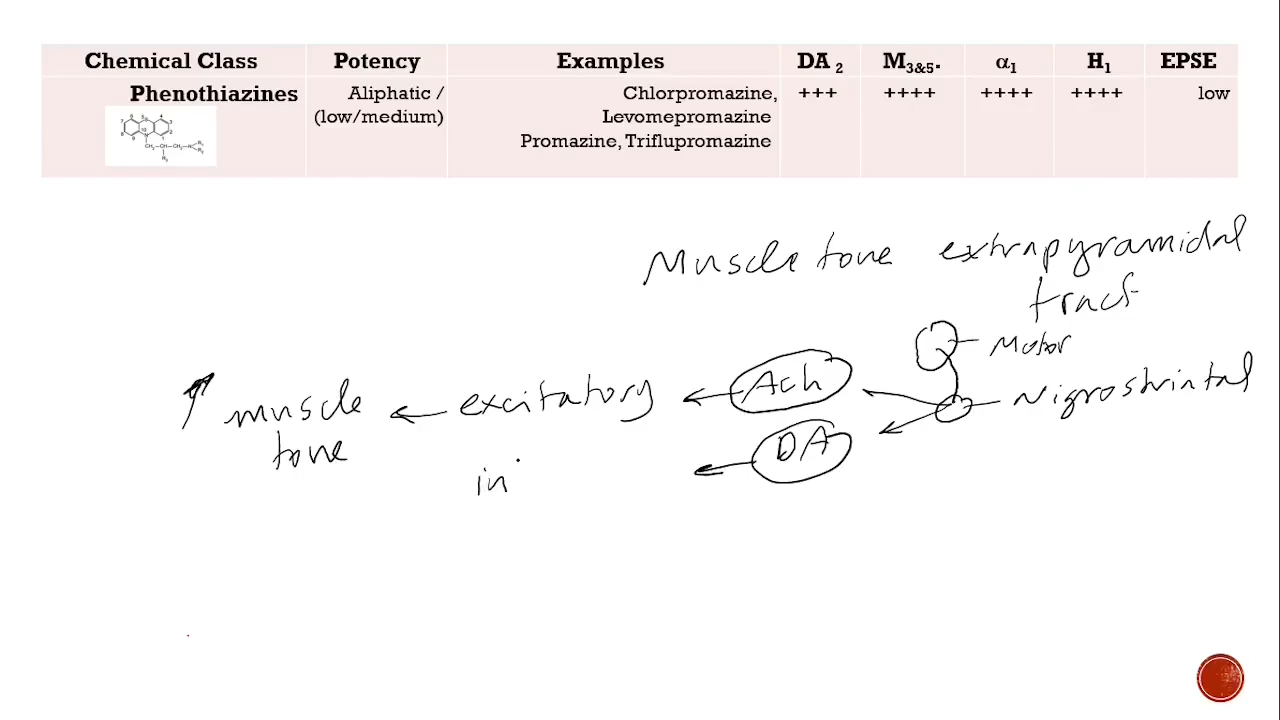 Chemical Class Potency Examples DA 2 M3&5. α1 H1 EPSE
Phenothiazines Aliphatic / Chlorpromazine, +++ ++++ ++++ ++++ low
(low/medium) Levomepromazine
Promazine, Triflupromazine
Muscle tone extrapyramidal
tract
Motor
muscle excitatory Ach Nigrostrintal
tone DA
in